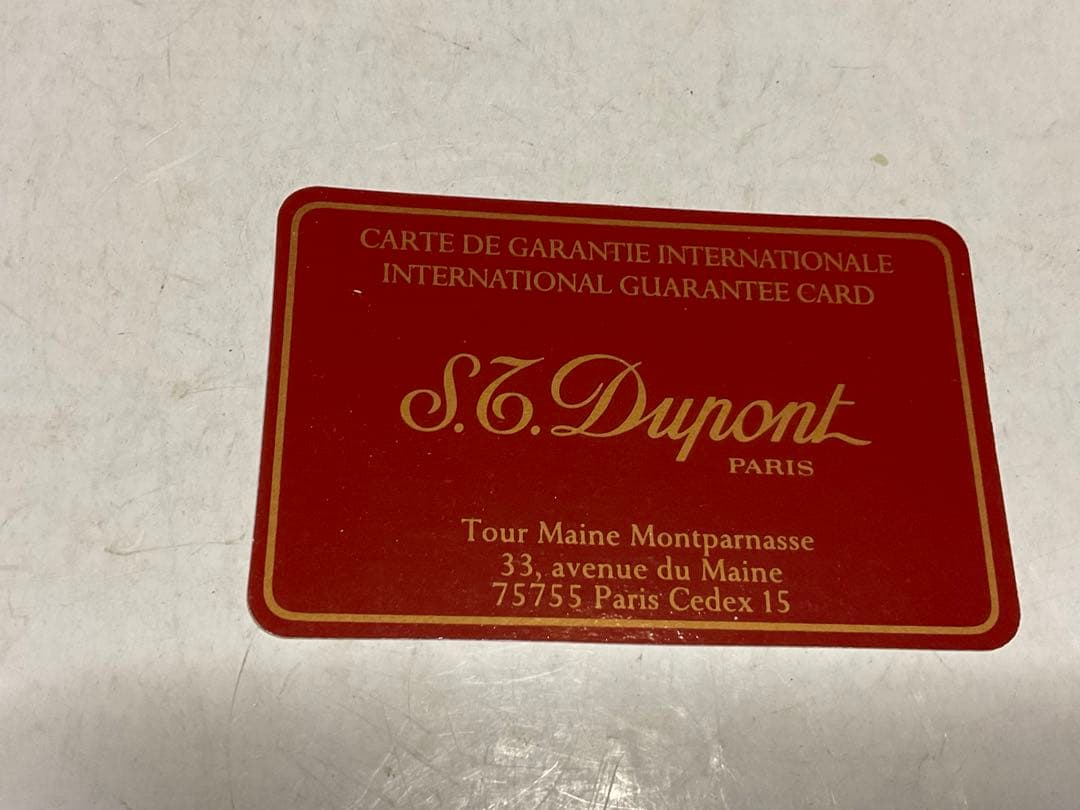 CARTE DE GARANTIE INTERNATIONALE
INTERNATIONAL GUARANTEE CARD
S.T. Dupont
PARIS
Tour Maine Montparnasse
33, avenue du Maine
75755 Paris Cedex 15